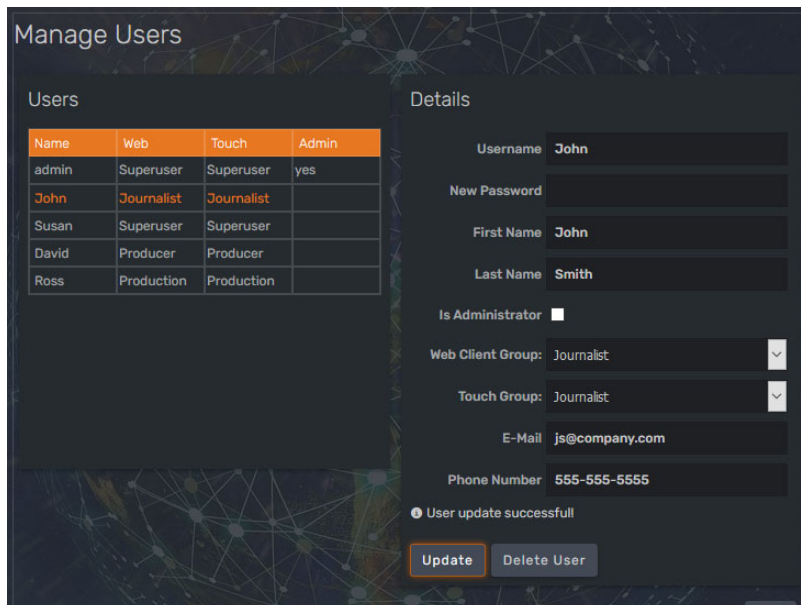 Manage Users
Users
Name Web Touch Admin
admin Superuser Superuser yes
John Journalist Journalist
Susan Superuser Superuser
David Producer Producer
Ross Production Production
Details
Username John
New Password
First Name John
Last Name Smith
Is Administrator
Web Client Group: Journalist
Touch Group: Journalist
E-Mail js@company.com
Phone Number 555-555-5555
User update successful!
Update Delete User